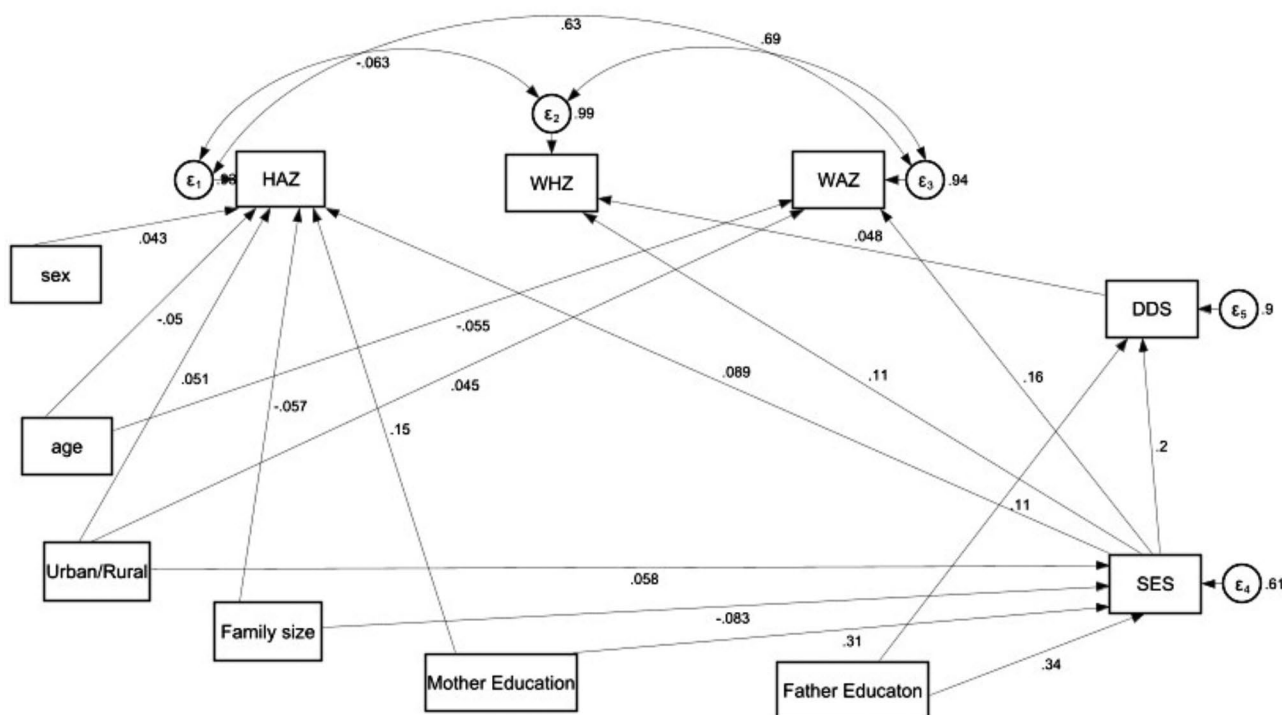 .63
.69
-.063
ε2
.99
ε1
HAZ
WHZ
WAZ
ε3
.94
.043
sex
.048
DDS
ε5
.9
-.05
-.055
.051
.045
.089
.11
.16
-.057
age
.15
.2
.11
Urban/Rural
.058
SES
ε4
.61
Family size
-.083
.31
Mother Education
.34
Father Educaton